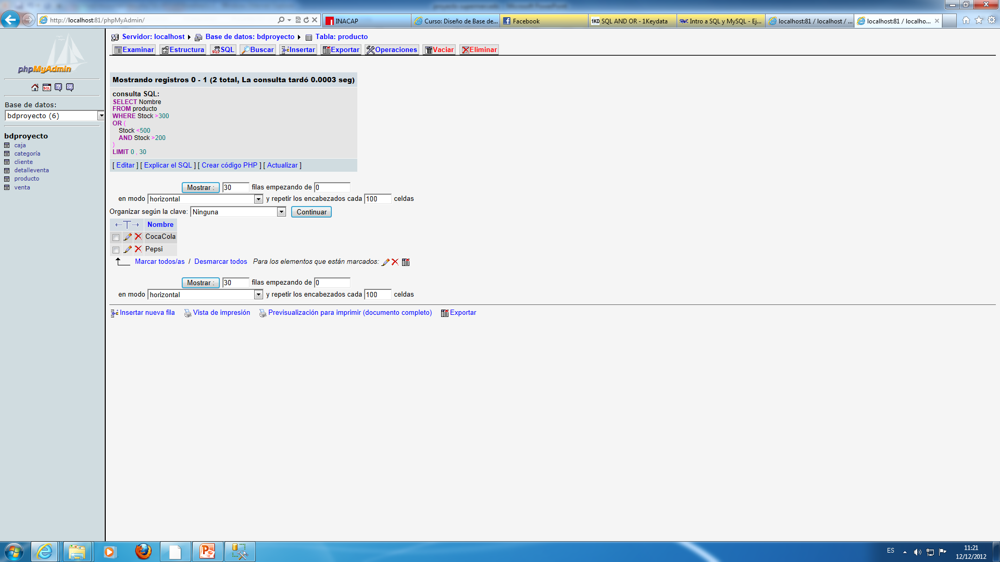 http://localhost:81/phpMyAdmin/
INACAP
Curso: Diseño de Base de...
Facebook
1KD SQL AND OR - 1Keydata
Intro a SQL y MySQL - Ej...
localhost:81 / localhost / ...
localhost:81 / localho...
phpMyAdmin
SQL
SQL
Base de datos:
bdproyecto (6)
bdproyecto
caja
categoría
cliente
detalleventa
producto
venta
Servidor: localhost Base de datos: bdproyecto Tabla: producto
Examinar Estructura SQL Buscar Insertar Exportar Operaciones Vaciar Eliminar
Mostrando registros 0 - 1 (2 total, La consulta tardó 0.0003 seg)
consulta SQL:
SELECT Nombre
FROM producto
WHERE Stock >300
OR (
Stock <500
AND Stock >200
)
LIMIT 0 , 30
[ Editar ] [ Explicar el SQL ] [ Crear código PHP ] [ Actualizar ]
Mostrar : 30 filas empezando de 0
en modo horizontal y repetir los encabezados cada 100 celdas
Organizar según la clave: Ninguna Continuar
←T→ Nombre
CocaCola
Pepsi
Marcar todos/as / Desmarcar todos Para los elementos que están marcados:
Mostrar : 30 filas empezando de 0
en modo horizontal y repetir los encabezados cada 100 celdas
Insertar nueva fila Vista de impresión Previsualización para imprimir (documento completo) Exportar
ES
11:21
12/12/2012